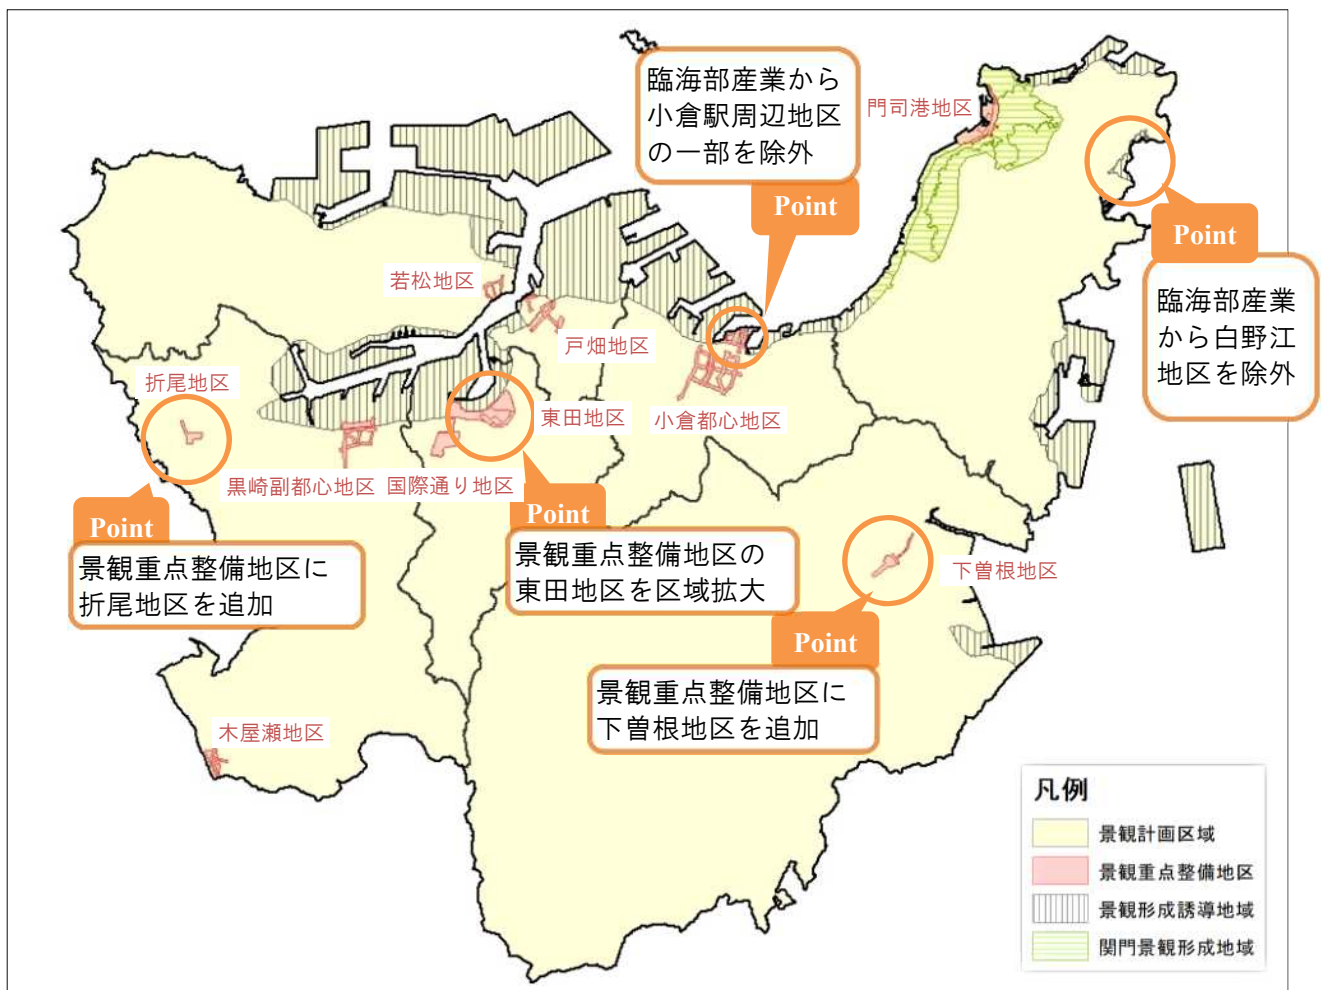 臨海部産業から
小倉駅周辺地区
の一部を除外
Point
門司港地区
Point
臨海部産業
から白野江
地区を除外
若松地区
戸畑地区
折尾地区
東田地区
小倉都心地区
黒崎副都心地区
国際通り地区
Point
景観重点整備地区に
折尾地区を追加
Point
景観重点整備地区の
東田地区を区域拡大
下曽根地区
Point
景観重点整備地区に
下曽根地区を追加
木屋瀬地区
凡例
景観計画区域
景観重点整備地区
景観形成誘導地域
関門景観形成地域